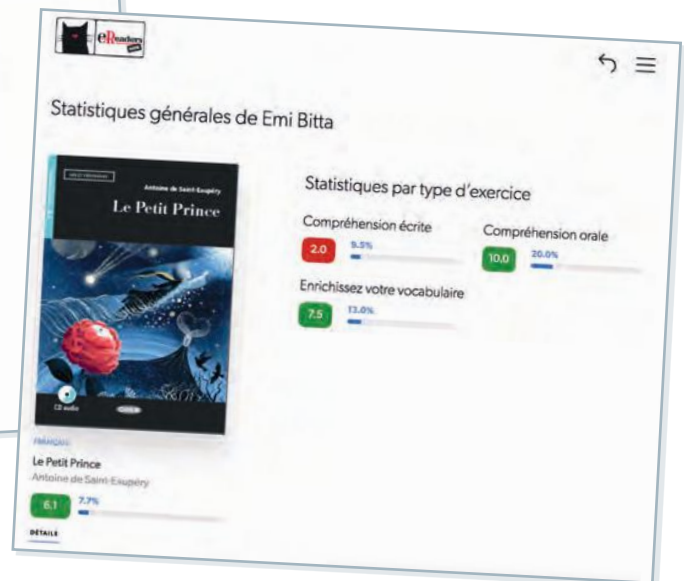 eReaders
Statistiques générales de Emi Bitta
Antoine de Saint-Exupéry
Le Petit Prince
CD audio
FRANÇAIS
Le Petit Prince
Antoine de Saint-Exupéry
6.1 7.7%
DÉTAILS
Statistiques par type d'exercice
Compréhension écrite
2.0 9.5%
Compréhension orale
10.0 20.0%
Enrichissez votre vocabulaire
7.5 13.0%